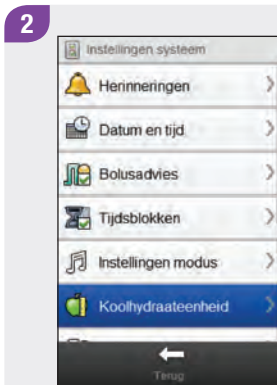 2
Instellingen systeem
Herinneringen
Datum en tijd
Bolusadvies
Tijdsblokken
Instellingen modus
Koolhydraateenheid
Terug